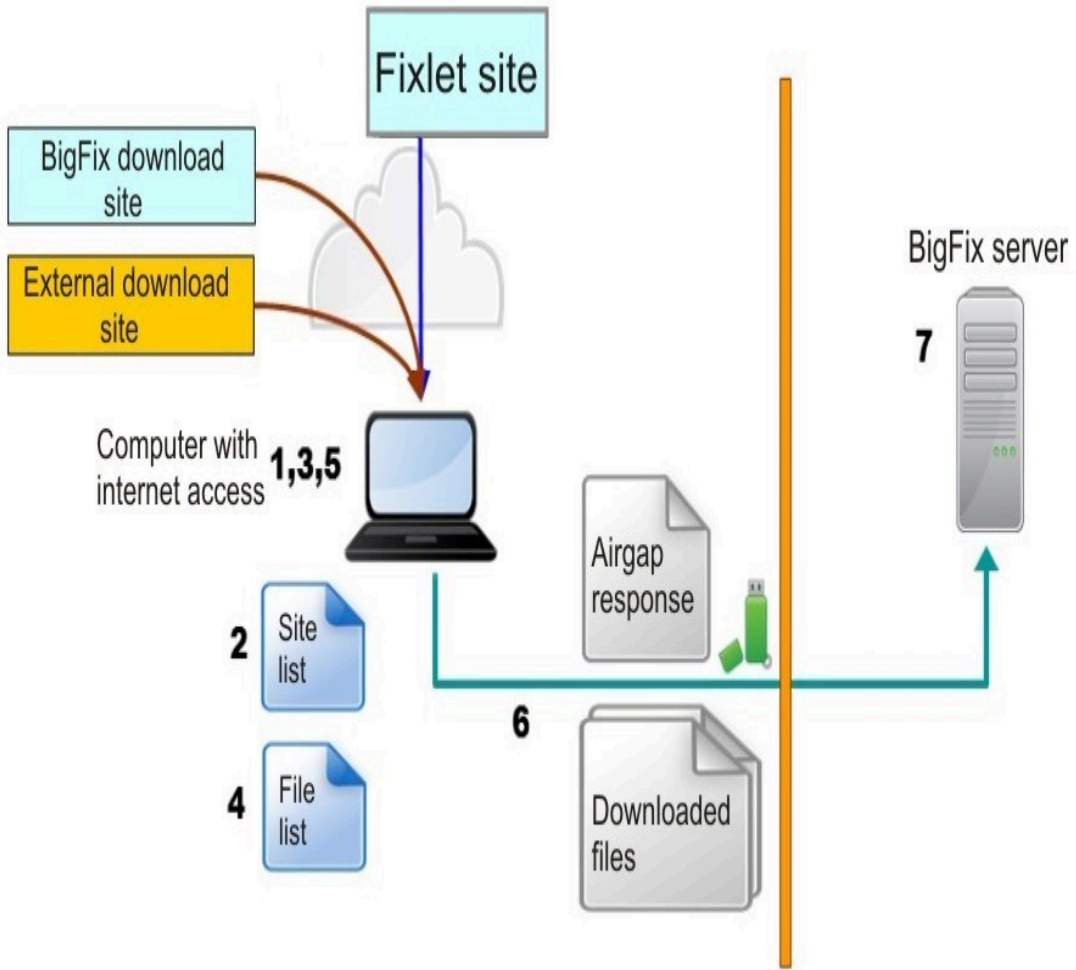 Fixlet site
BigFix download
site
External download
site
BigFix server
7
Computer with
internet access
1,3,5
Airgap
response
2
Site
list
6
4
File
list
Downloaded
files